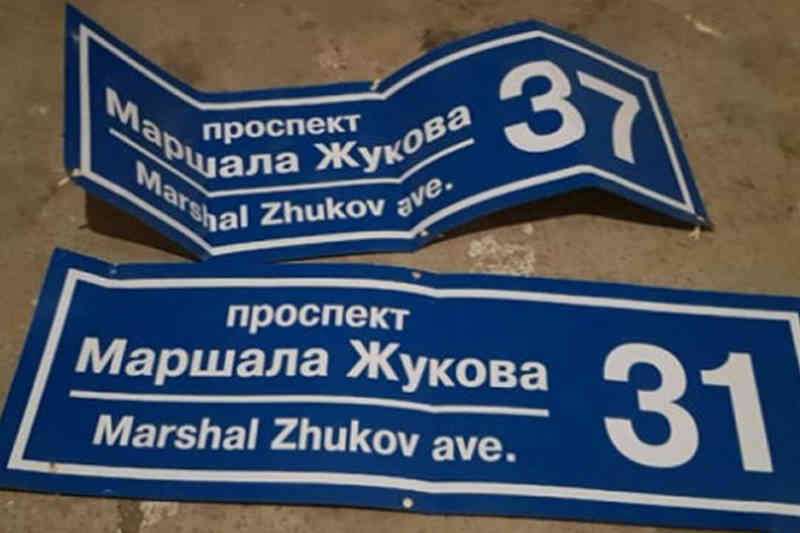 проспект
Маршала Жукова
Marshal Zhukov ave.
37
проспект
Маршала Жукова
Marshal Zhukov ave.
31